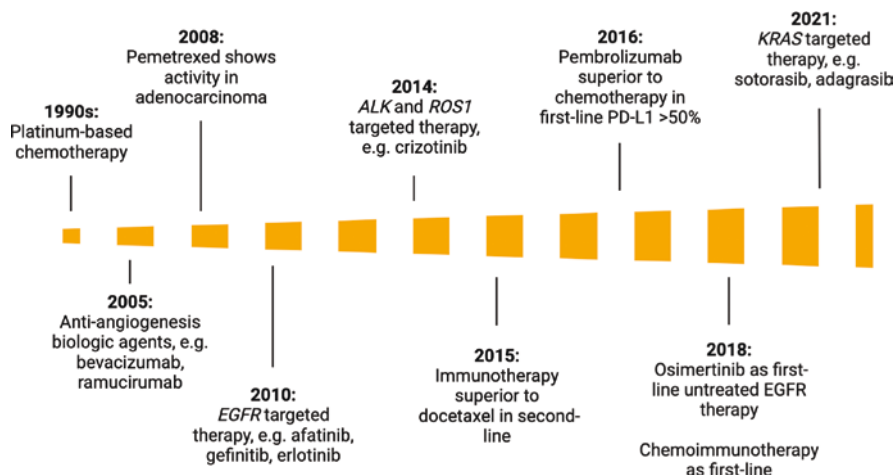 1990s:
Platinum-based
chemotherapy
2005:
Anti-angiogenesis
biologic agents, e.g.
bevacizumab,
ramucirumab
2008:
Pemetrexed shows
activity in
adenocarcinoma
2010:
EGFR targeted
therapy, e.g. afatinib,
gefinitib, erlotinib
2014:
ALK and ROS1
targeted therapy,
e.g. crizotinib
2015:
Immunotherapy
superior to
docetaxel in second-
line
2016:
Pembrolizumab
superior to
chemotherapy in
first-line PD-L1 >50%
2018:
Osimertinib as first-
line untreated EGFR
therapy
Chemoimmunotherapy
as first-line
2021:
KRAS targeted
therapy, e.g.
sotorasib, adagrasib